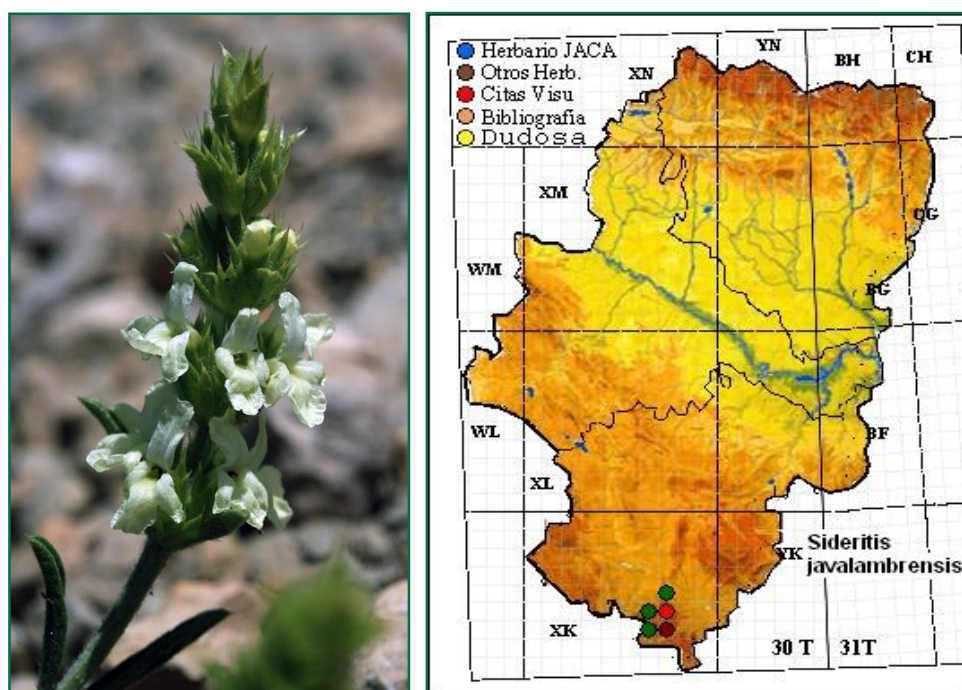 Herbario JACA
Otros Herb.
Citas Visu
Bibliografia
Dudosa
YN
BH
CH
XN
XM
CG
WM
BG
WL
BF
XL
YK
Sideritis
javalambrensis
XK
30 T
31T